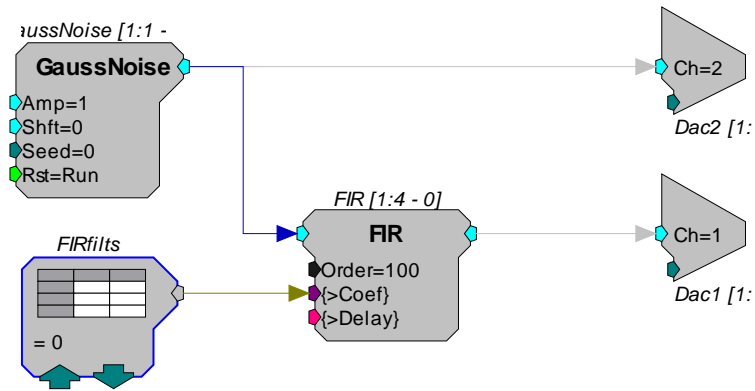 aussNoise [1:1 -
GaussNoise
Amp=1
Shft=0
Seed=0
Rst=Run
Ch=2
Dac2 [1:
FIR [1:4 - 0]
FIR
Order=100
{>Coef}
{>Delay}
Ch=1
Dac1 [1:
FIRfilts
= 0